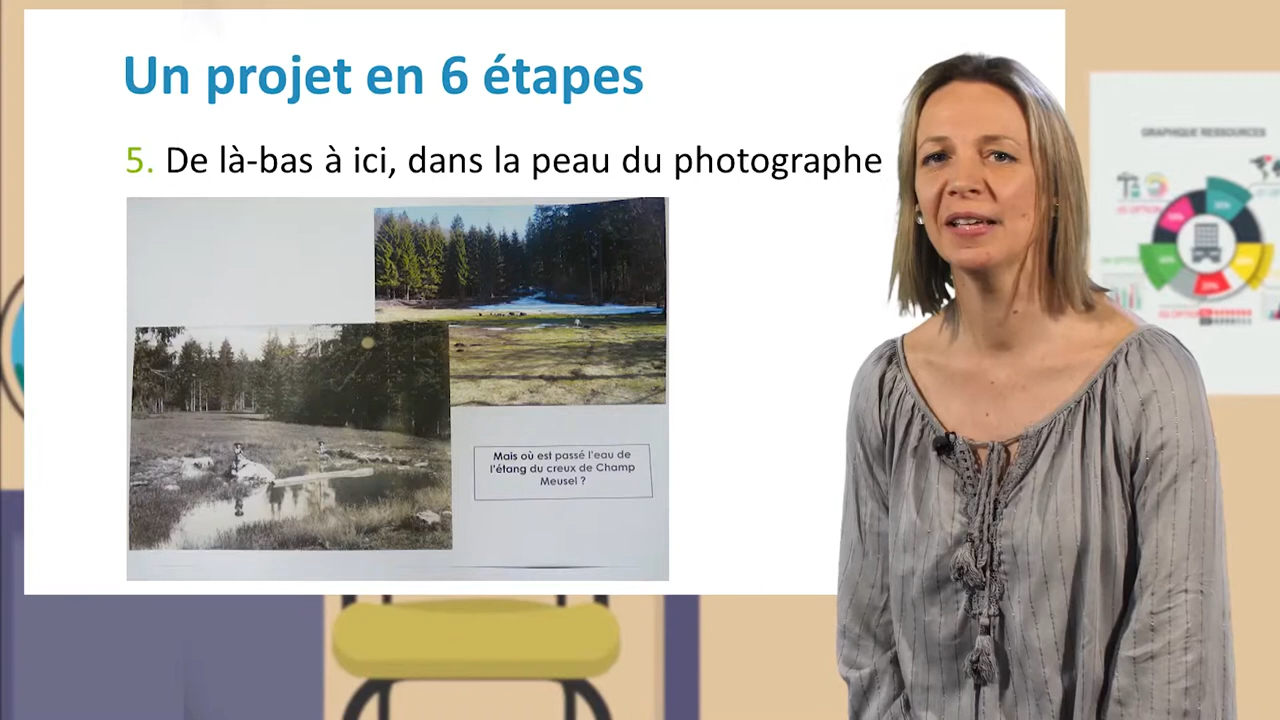 Un projet en 6 étapes
5. De là-bas à ici, dans la peau du photographe
Mais où est passé l'eau de
l'étang du creux de Champ
Meusel ?
GRAPHIQUE RESSOURCES